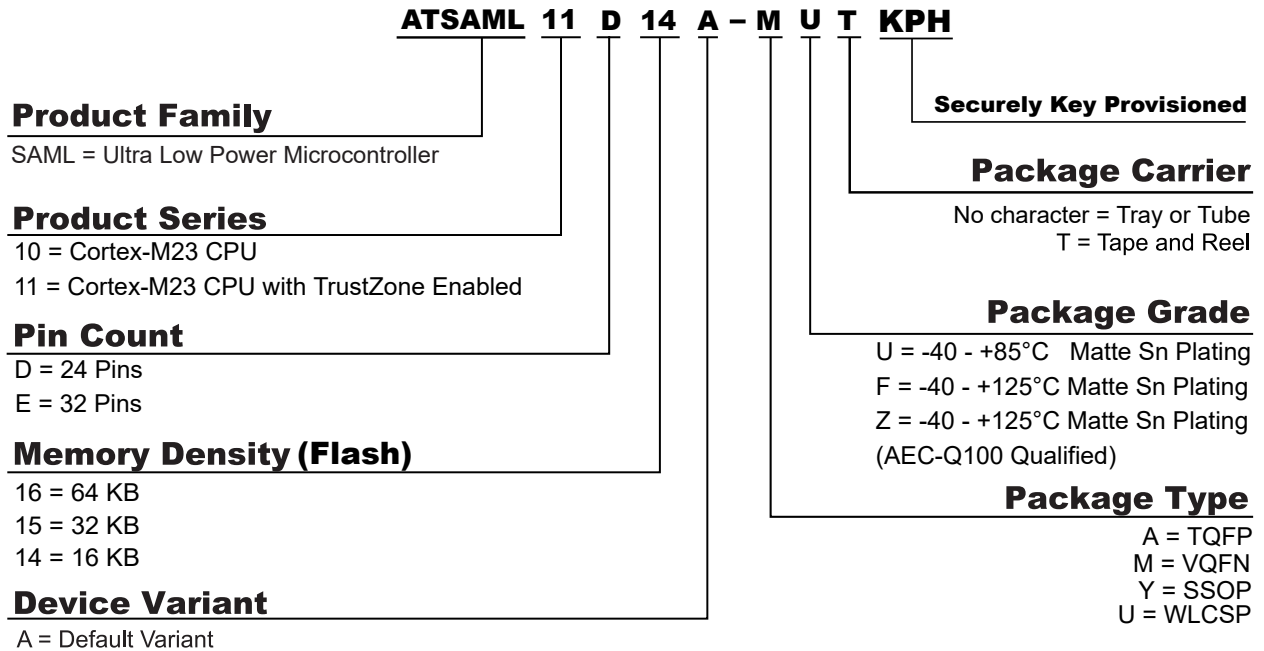 ATSAML 11 D 14 A – M U T KPH
Product Family
SAML = Ultra Low Power Microcontroller
Product Series
10 = Cortex-M23 CPU
11 = Cortex-M23 CPU with TrustZone Enabled
Pin Count
D = 24 Pins
E = 32 Pins
Memory Density (Flash)
16 = 64 KB
15 = 32 KB
14 = 16 KB
Device Variant
A = Default Variant
Securely Key Provisioned
Package Carrier
No character = Tray or Tube
T = Tape and Reel
Package Grade
U = -40 - +85°C Matte Sn Plating
F = -40 - +125°C Matte Sn Plating
Z = -40 - +125°C Matte Sn Plating
(AEC-Q100 Qualified)
Package Type
A = TQFP
M = VQFN
Y = SSOP
U = WLCSP